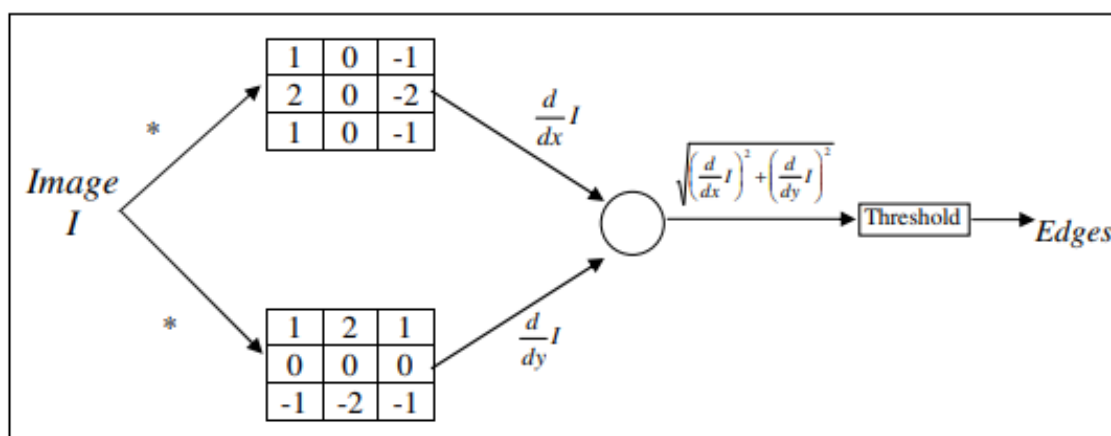 1 0 -1
2 0 -2
1 0 -1
*
d/dx I
√((d/dx I)² + (d/dy I)²)
Image
I
Threshold
Edges
*
1 2 1
0 0 0
-1 -2 -1
d/dy I